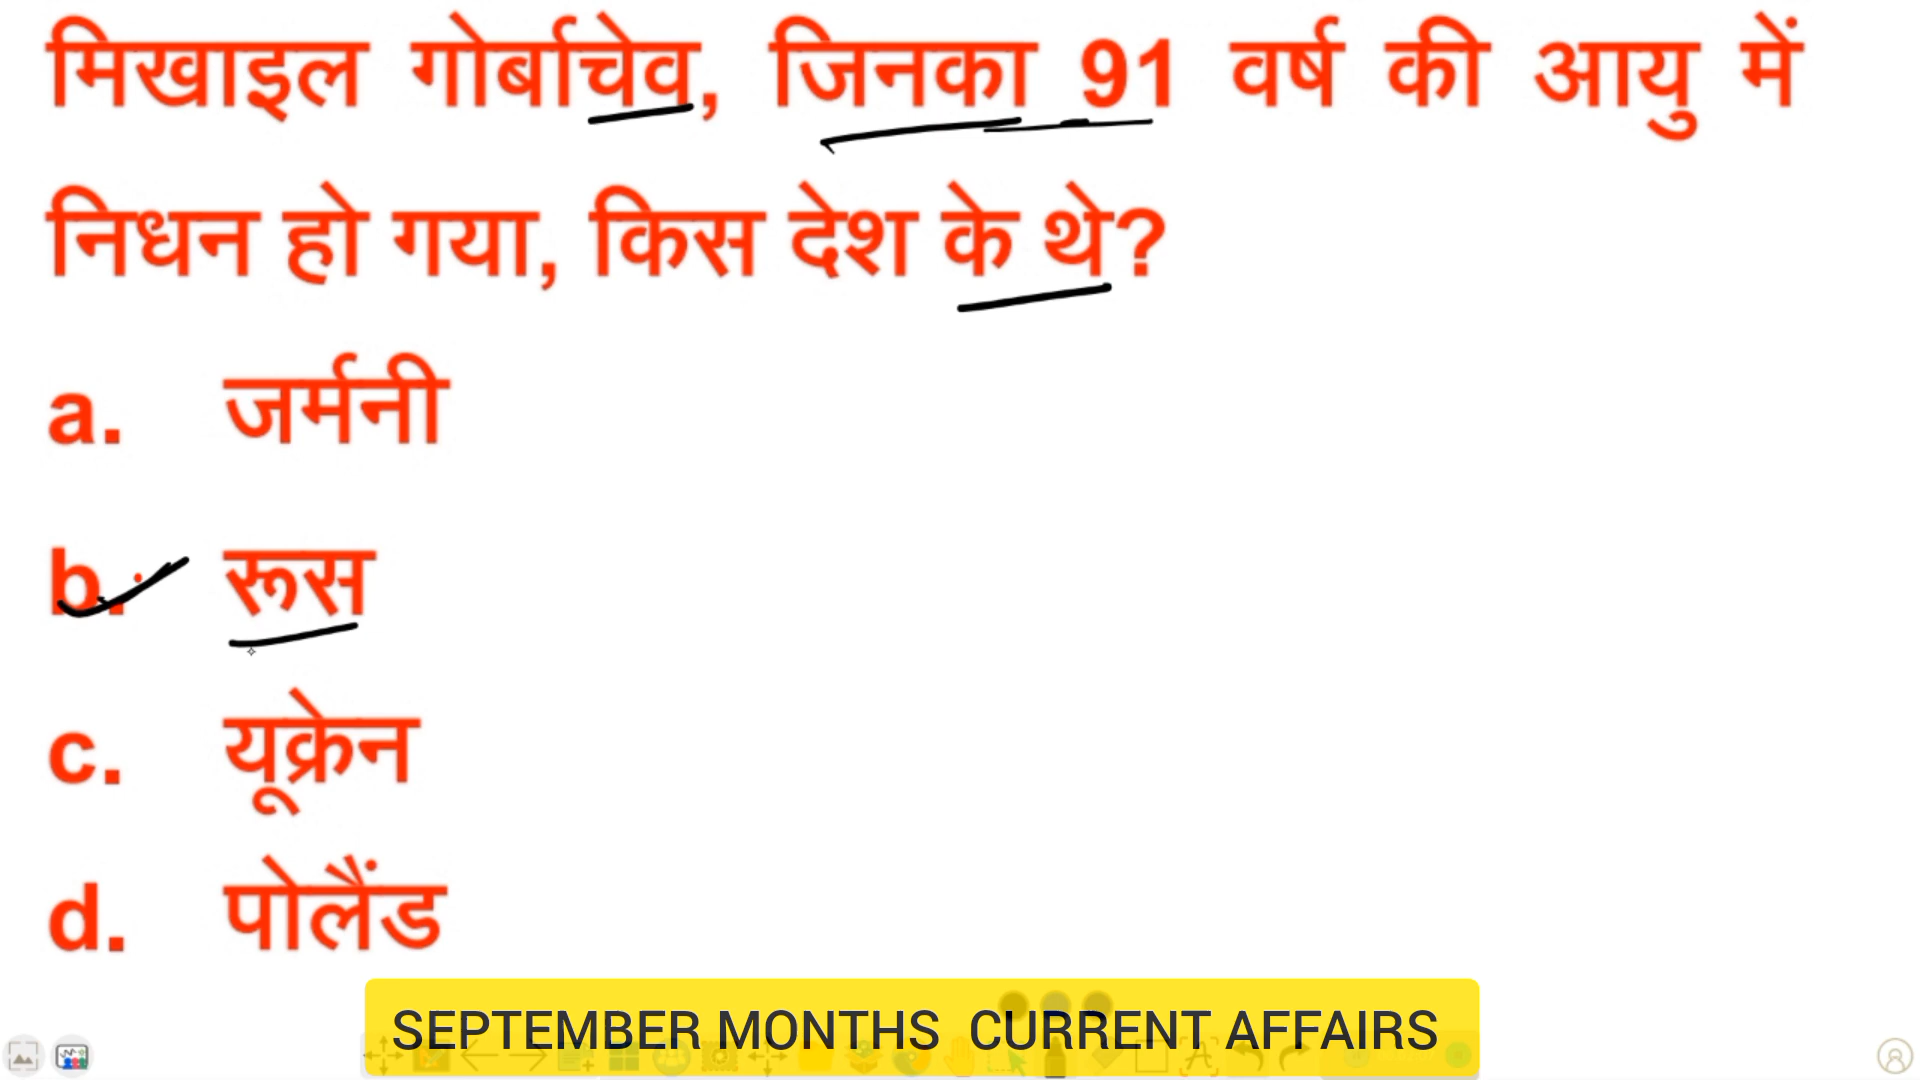 मिखाइल गोर्बाचेव, जिनका 91 वर्ष की आयु में
निधन हो गया, किस देश के थे?
a. जर्मनी
b. रूस
c. यूक्रेन
d. पोलैंड
SEPTEMBER MONTHS CURRENT AFFAIRS